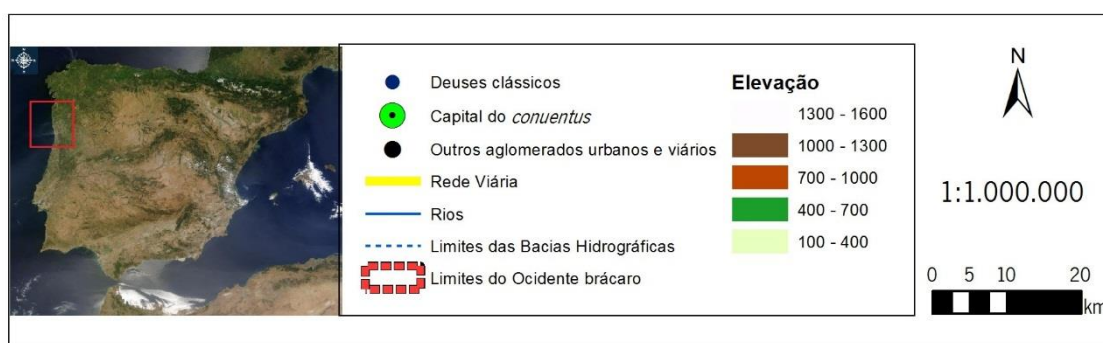 Deuses clássicos
Capital do conuentus
Outros aglomerados urbanos e viários
Rede Viária
Rios
Limites das Bacias Hidrográficas
Limites do Ocidente brácaro
Elevação
1300 - 1600
1000 - 1300
700 - 1000
400 - 700
100 - 400
N
1:1.000.000
0 5 10 20
km